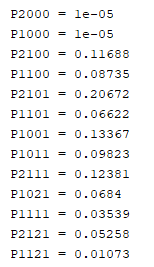 P2000 = 1e-05
P1000 = 1e-05
P2100 = 0.11688
P1100 = 0.08735
P2101 = 0.20672
P1101 = 0.06622
P1001 = 0.13367
P1011 = 0.09823
P2111 = 0.12381
P1021 = 0.0684
P1111 = 0.03539
P2121 = 0.05258
P1121 = 0.01073